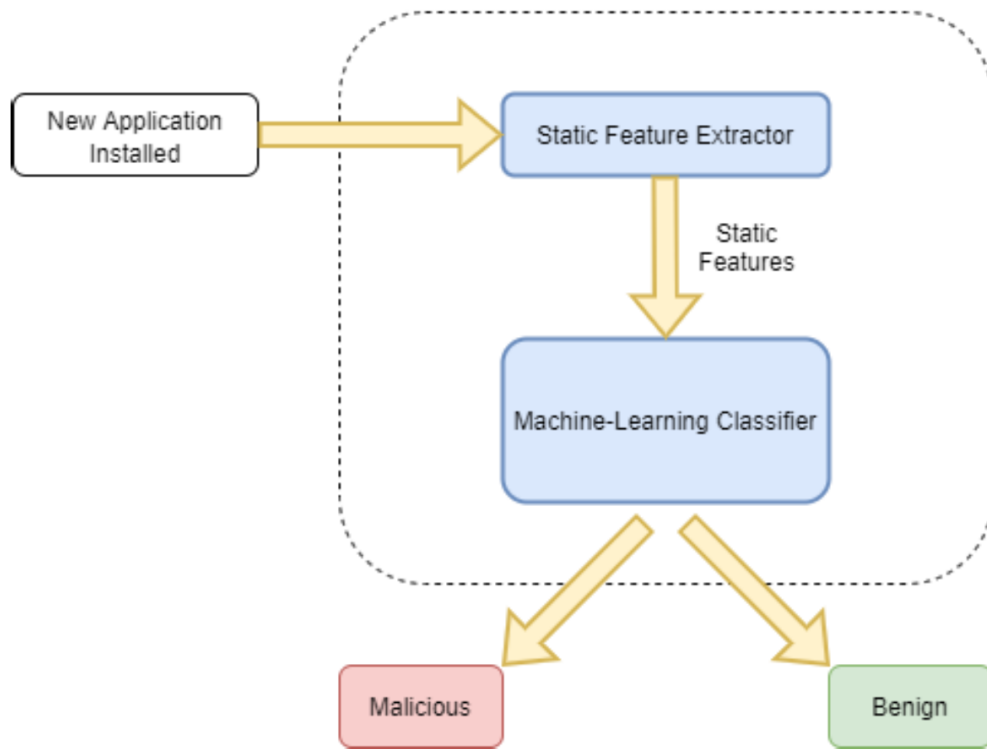 New Application
Installed
Static Feature Extractor
Static
Features
Machine-Learning Classifier
Malicious
Benign